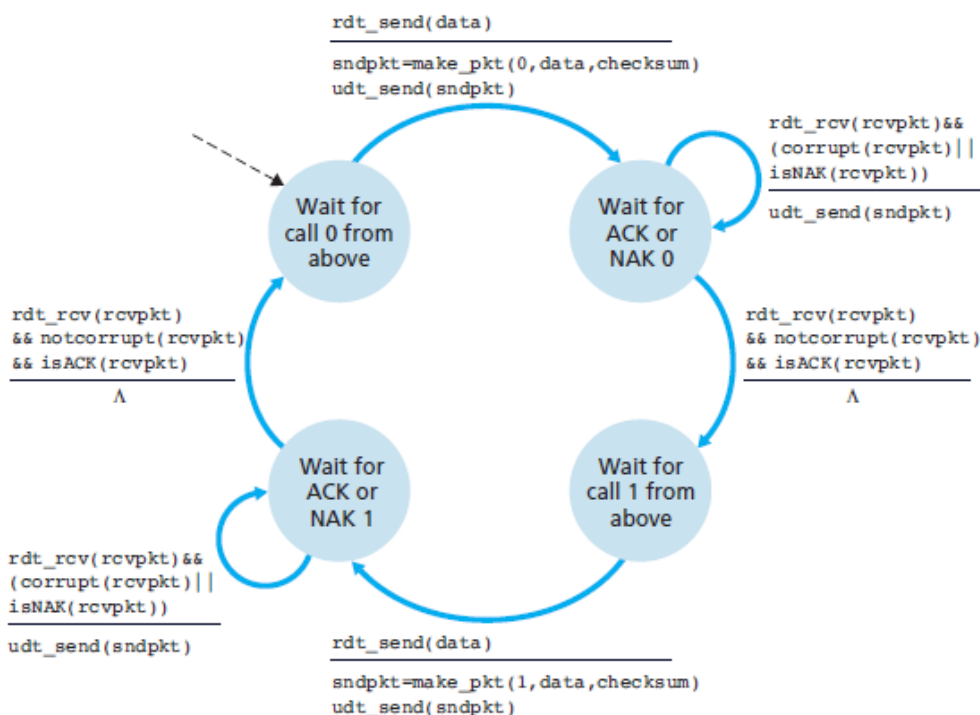 rdt_send(data)
sndpkt=make_pkt(0,data,checksum)
udt_send(sndpkt)
rdt_rcv(rcvpkt)&&
(corrupt(rcvpkt)||
isNAK(rcvpkt))
udt_send(sndpkt)
Wait for
call 0 from
above
Wait for
ACK or
NAK 0
rdt_rcv(rcvpkt)
&& notcorrupt(rcvpkt)
&& isACK(rcvpkt)
Λ
rdt_rcv(rcvpkt)
&& notcorrupt(rcvpkt)
&& isACK(rcvpkt)
Λ
Wait for
ACK or
NAK 1
Wait for
call 1 from
above
rdt_rcv(rcvpkt)&&
(corrupt(rcvpkt)||
isNAK(rcvpkt))
udt_send(sndpkt)
rdt_send(data)
sndpkt=make_pkt(1,data,checksum)
udt_send(sndpkt)